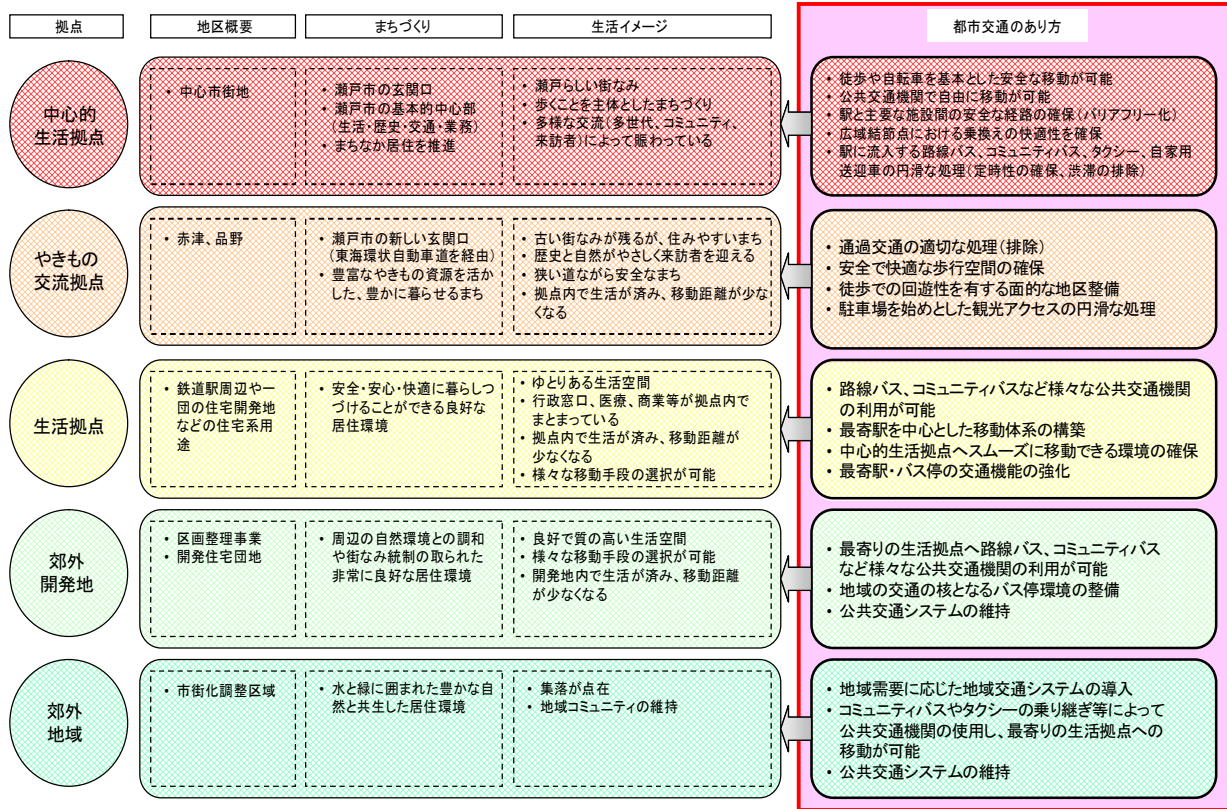 拠点
地区概要
まちづくり
生活イメージ
都市交通のあり方
中心的
生活拠点
・ 中心市街地
・ 瀬戸市の玄関口
・ 瀬戸市の基本的中心部
(生活・歴史・交通・業務)
・ まちなか居住を推進
・ 瀬戸らしい街なみ
・ 歩くことを主体としたまちづくり
・ 多様な交流(多世代、コミュニティ、
来訪者)によって賑わっている
・ 徒歩や自転車を基本とした安全な移動が可能
・ 公共交通機関で自由に移動が可能
・ 駅と主要な施設間の安全な経路の確保(バリアフリー化)
・ 広域結節点における乗換えの快適性を確保
・ 駅に流入する路線バス、コミュニティバス、タクシー、自家用
送迎車の円滑な処理(定時性の確保、渋滞の排除)
やきもの
交流拠点
・ 赤津、品野
・ 瀬戸市の新しい玄関口
(東海環状自動車道を経由)
・ 豊富なやきもの資源を活か
した、豊かに暮らせるまち
・ 古い街なみが残るが、住みやすいまち
・ 歴史と自然がやさしく来訪者を迎える
・ 狭い道ながら安全なまち
・ 拠点内で生活が済み、移動距離が少な
くなる
・ 通過交通の適切な処理(排除)
・ 安全で快適な歩行空間の確保
・ 徒歩での回遊性を有する面的な地区整備
・ 駐車場を始めとした観光アクセスの円滑な処理
生活拠点
・ 鉄道駅周辺や一
団の住宅開発地
などの住宅系用
途
・ 安全・安心・快適に暮らしつ
づけることができる良好な
居住環境
・ ゆとりある生活空間
・ 行政窓口、医療、商業等が拠点内で
まとまっている
・ 拠点内で生活が済み、移動距離が
少なくなる
・ 様々な移動手段の選択が可能
・ 路線バス、コミュニティバスなど様々な公共交通機関
の利用が可能
・ 最寄駅を中心とした移動体系の構築
・ 中心的生活拠点へスムーズに移動できる環境の確保
・ 最寄駅・バス停の交通機能の強化
郊外
開発地
・ 区画整理事業
・ 開発住宅団地
・ 周辺の自然環境との調和
や街なみ統制の取られた
非常に良好な居住環境
・ 良好で質の高い生活空間
・ 様々な移動手段の選択が可能
・ 開発地内で生活が済み、移動距離
が少なくなる
・ 最寄りの生活拠点へ路線バス、コミュニティバス
など様々な公共交通機関の利用が可能
・ 地域の交通の核となるバス停環境の整備
・ 公共交通システムの維持
郊外
地域
・ 市街化調整区域
・ 水と緑に囲まれた豊かな自
然と共生した居住環境
・ 集落が点在
・ 地域コミュニティの維持
・ 地域需要に応じた地域交通システムの導入
・ コミュニティバスやタクシーの乗り継ぎ等によって
公共交通機関の使用し、最寄りの生活拠点への
移動が可能
・ 公共交通システムの維持